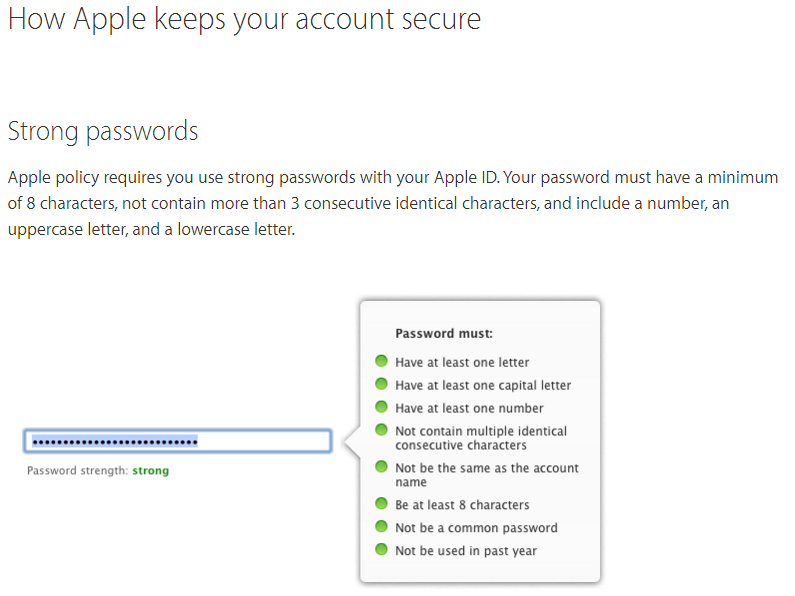 How Apple keeps your account secure
Strong passwords
Apple policy requires you use strong passwords with your Apple ID. Your password must have a minimum
of 8 characters, not contain more than 3 consecutive identical characters, and include a number, an
uppercase letter, and a lowercase letter.
Password strength: strong
Password must:
Have at least one letter
Have at least one capital letter
Have at least one number
Not contain multiple identical
consecutive characters
Not be the same as the account
name
Be at least 8 characters
Not be a common password
Not be used in past year